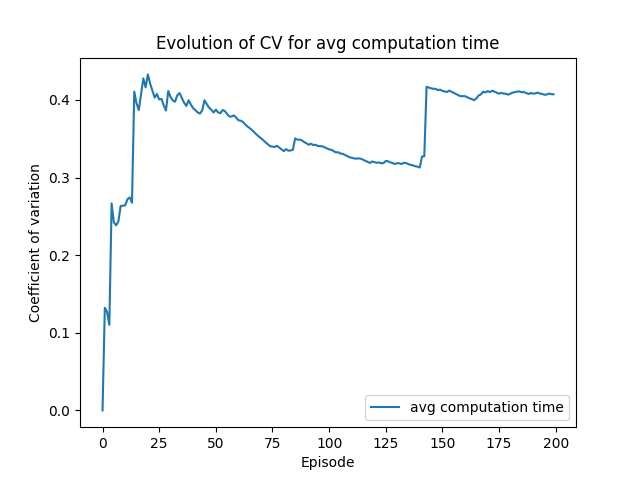 Evolution of CV for avg computation time
Coefficient of variation
0.4
0.3
0.2
0.1
0.0
avg computation time
0 25 50 75 100 125 150 175 200
Episode